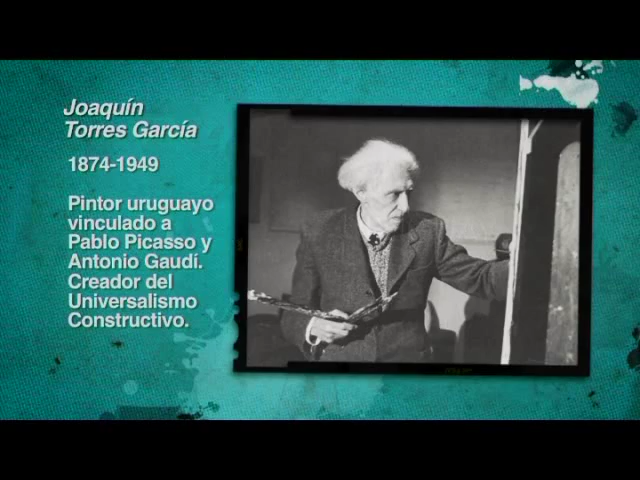 Joaquín
Torres García
1874-1949
Pintor uruguayo
vinculado a
Pablo Picasso y
Antonio Gaudí.
Creador del
Universalismo
Constructivo.